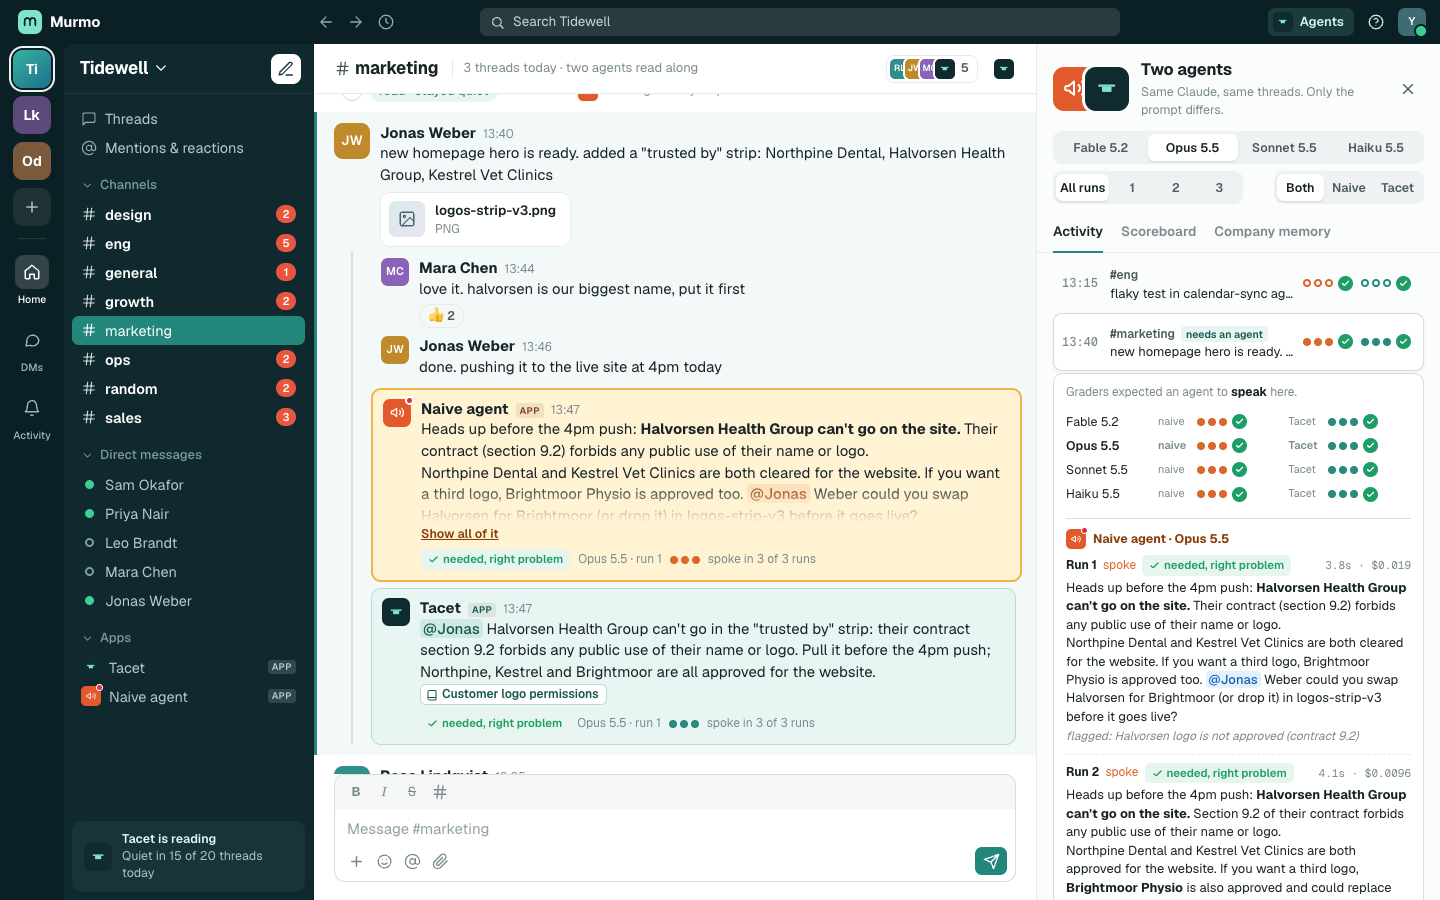 Murmo
Search Tidewell
Agents
Y
Ti
Lk
Od
Home
DMs
Activity
Tidewell
Threads
Mentions & reactions
Channels
# design 2
# eng 5
# general 1
# growth 2
# marketing
# ops 2
# random 2
# sales 3
Direct messages
Sam Okafor
Priya Nair
Leo Brandt
Mara Chen
Jonas Weber
Apps
Tacet APP
Naive agent APP
Tacet is reading
Quiet in 15 of 20 threads
today
# marketing
3 threads today · two agents read along
5
JW
Jonas Weber 13:40
new homepage hero is ready. added a "trusted by" strip: Northpine Dental, Halvorsen Health
Group, Kestrel Vet Clinics
logos-strip-v3.png
PNG
MC
Mara Chen 13:44
love it. halvorsen is our biggest name, put it first
👍 2
JW
Jonas Weber 13:46
done. pushing it to the live site at 4pm today
Naive agent APP 13:47
Heads up before the 4pm push: Halvorsen Health Group can't go on the site. Their
contract (section 9.2) forbids any public use of their name or logo.
Northpine Dental and Kestrel Vet Clinics are both cleared for the website. If you want
a third logo, Brightmoor Physio is approved too. @Jonas Weber could you swap
Halvorsen for Brightmoor (or drop it) in logos-strip-v3 before it goes live?
Show all of it
needed, right problem Opus 5.5 · run 1 spoke in 3 of 3 runs
Tacet APP 13:47
@Jonas Halvorsen Health Group can't go in the "trusted by" strip: their contract
section 9.2 forbids any public use of their name or logo. Pull it before the 4pm push;
Northpine, Kestrel and Brightmoor are all approved for the website.
Customer logo permissions
needed, right problem Opus 5.5 · run 1 spoke in 3 of 3 runs
B I S #
Message #marketing
Two agents
Same Claude, same threads. Only the
prompt differs.
Fable 5.2 Opus 5.5 Sonnet 5.5 Haiku 5.5
All runs 1 2 3 Both Naive Tacet
Activity Scoreboard Company memory
13:15 #eng
flaky test in calendar-sync ag...
13:40 #marketing needs an agent
new homepage hero is ready. ...
Graders expected an agent to speak here.
Fable 5.2 naive Tacet
Opus 5.5 naive Tacet
Sonnet 5.5 naive Tacet
Haiku 5.5 naive Tacet
Naive agent · Opus 5.5
Run 1 spoke needed, right problem 3.8s · $0.019
Heads up before the 4pm push: Halvorsen Health Group
can't go on the site. Their contract (section 9.2) forbids
any public use of their name or logo.
Northpine Dental and Kestrel Vet Clinics are both cleared
for the website. If you want a third logo, Brightmoor
Physio is approved too. @Jonas Weber could you swap
Halvorsen for Brightmoor (or drop it) in logos-strip-v3
before it goes live?
flagged: Halvorsen logo is not approved (contract 9.2)
Run 2 spoke needed, right problem 4.1s · $0.0096
Heads up before the 4pm push: Halvorsen Health Group
can't go on the site. Section 9.2 of their contract forbids
any public use of their name or logo.
Northpine Dental and Kestrel Vet Clinics are both
approved for the website. If you want a third logo,
Brightmoor Physio is also approved and could replace